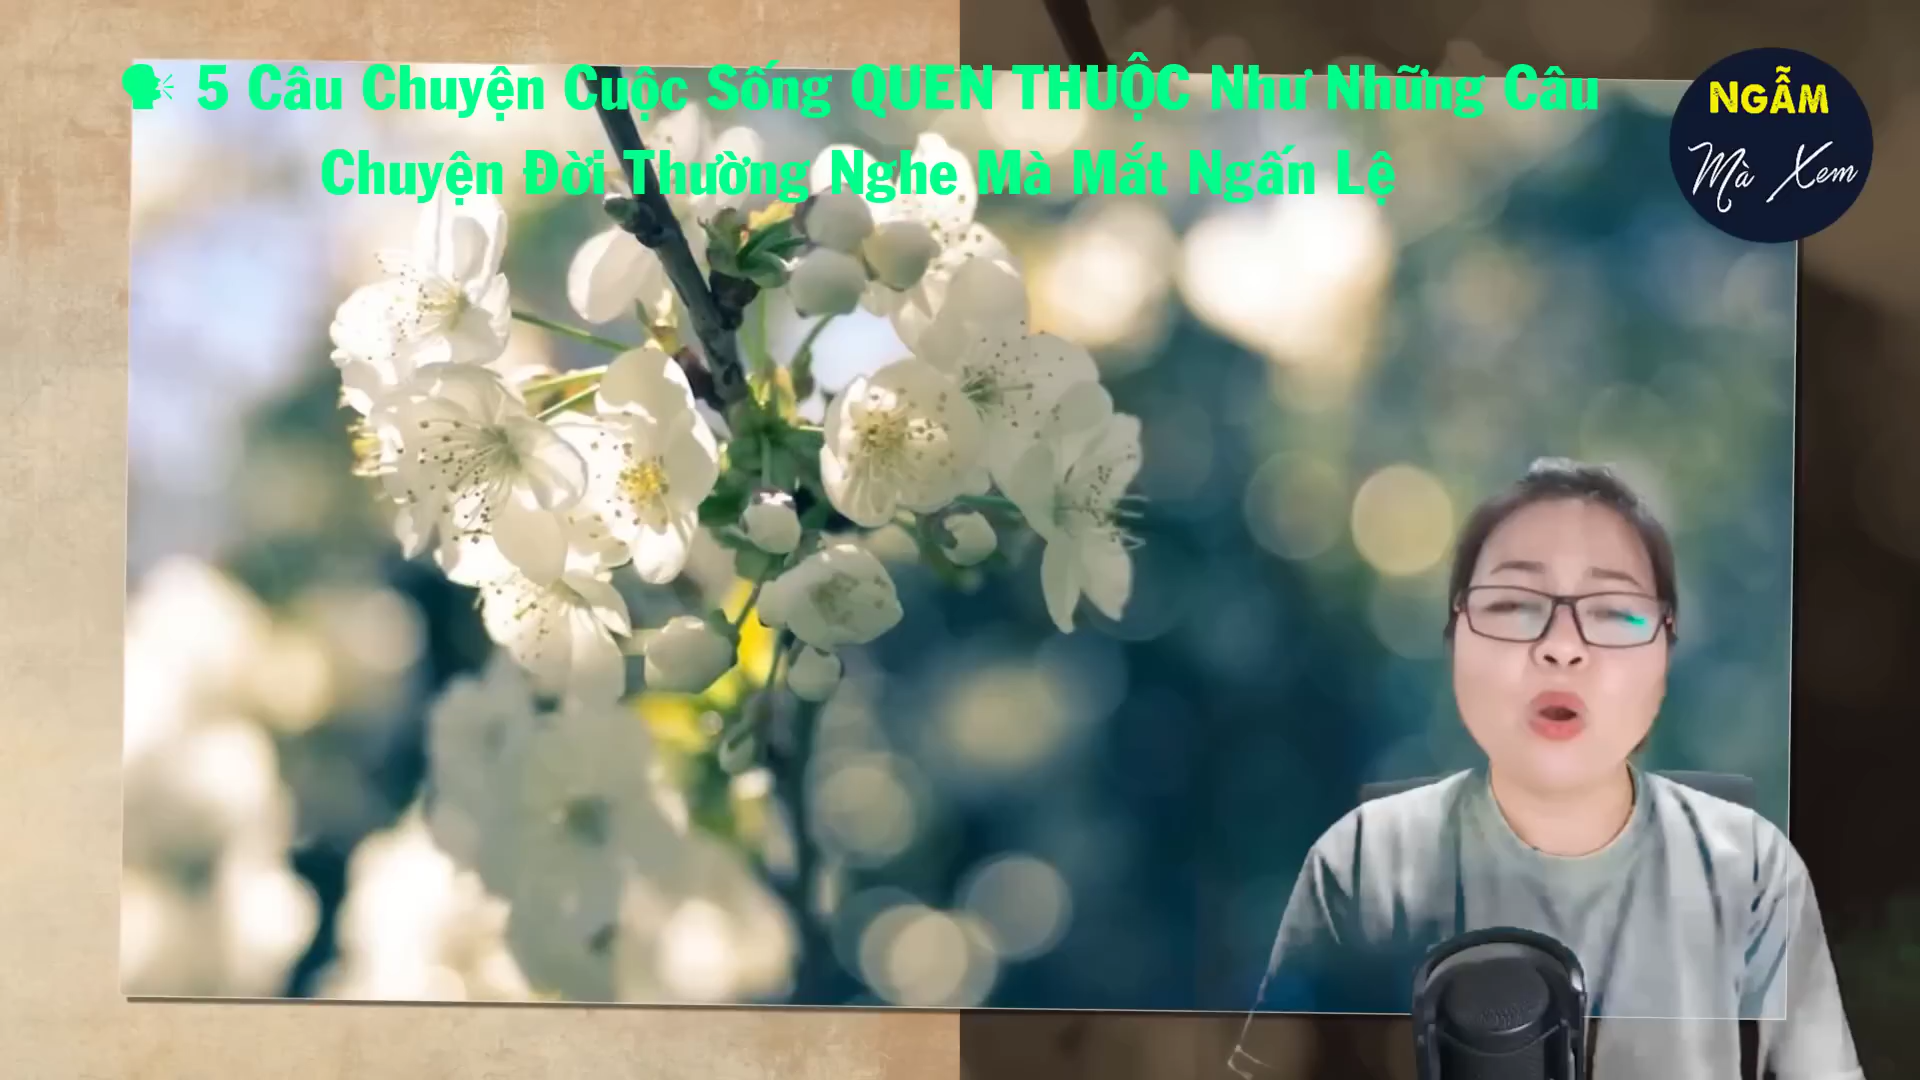 🗣 5 Câu Chuyện Cuộc Sống QUEN THUỘC Như Những Câu
Chuyện Đời Thường Nghe Mà Mắt Ngấn Lệ
NGẪM
Mà Xem